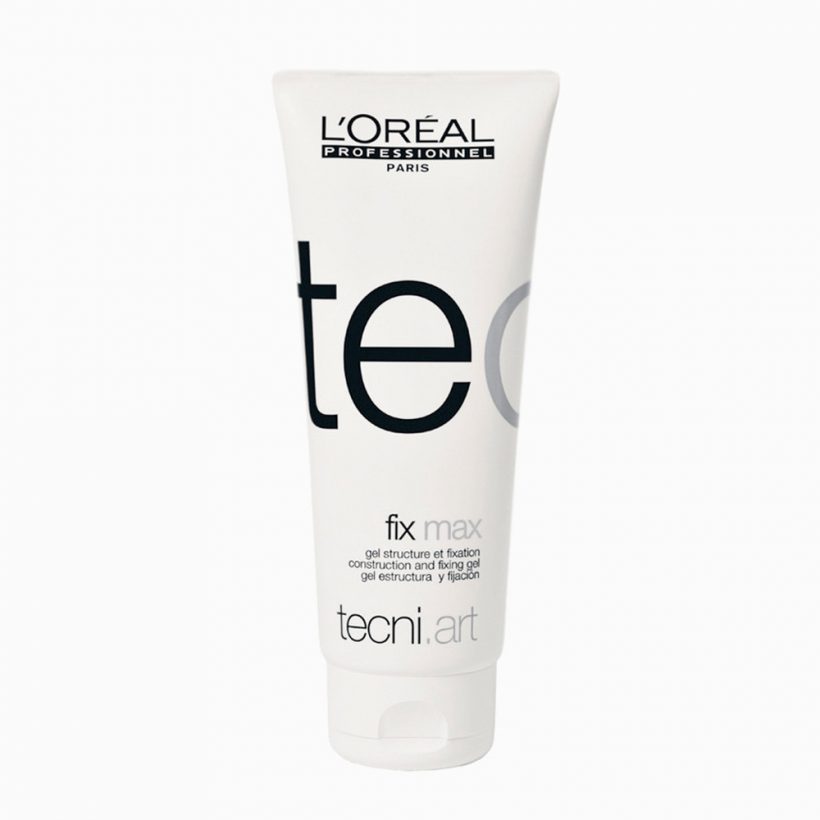 L'ORÉAL
PROFESSIONNEL
PARIS
tec
fix max
gel structure et fixation
construction and fixing gel
gel estructura y fijación
tecni.art